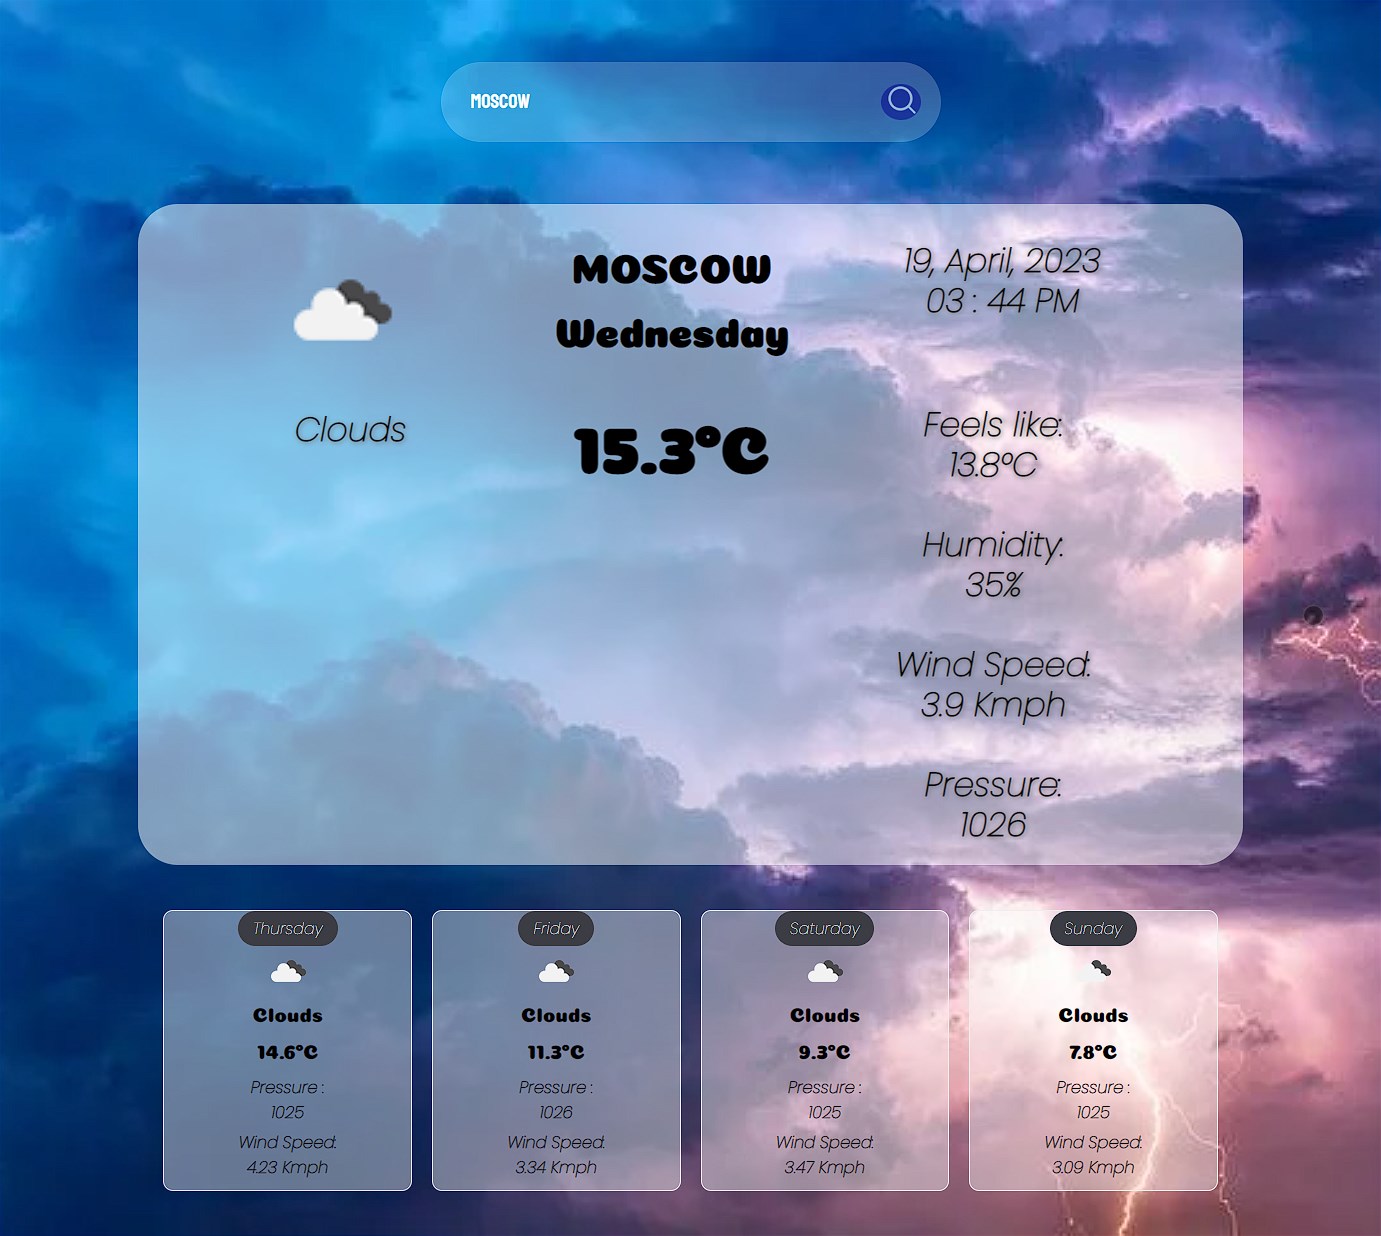 MOSCOW
MOSCOW
Wednesday
15.3°C
Clouds
19, April, 2023
03 : 44 PM
Feels like:
13.8°C
Humidity:
35%
Wind Speed:
3.9 Kmph
Pressure:
1026
Thursday
Clouds
14.6°C
Pressure :
1025
Wind Speed:
4.23 Kmph
Friday
Clouds
11.3°C
Pressure :
1026
Wind Speed:
3.34 Kmph
Saturday
Clouds
9.3°C
Pressure :
1025
Wind Speed:
3.47 Kmph
Sunday
Clouds
7.8°C
Pressure :
1025
Wind Speed:
3.09 Kmph